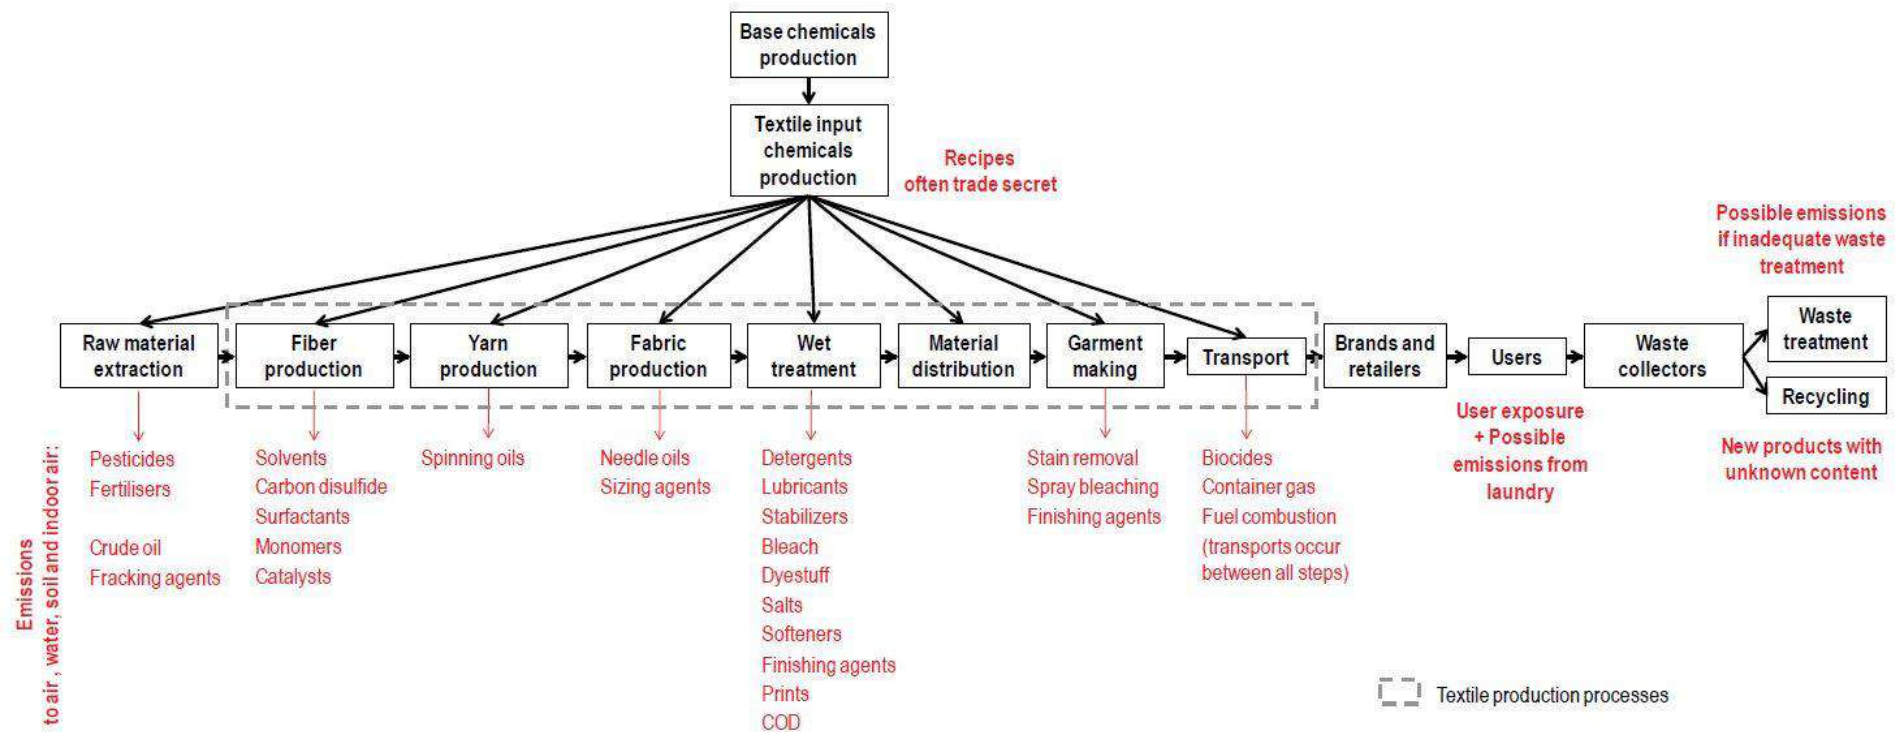 Base chemicals
production
Textile input
chemicals
production
Recipes
often trade secret
Possible emissions
if inadequate waste
treatment
Raw material
extraction
Fiber
production
Yarn
production
Fabric
production
Wet
treatment
Material
distribution
Garment
making
Transport
Brands and
retailers
Users
Waste
collectors
Waste
treatment
Recycling
Emissions
to air , water, soil and indoor air:
Pesticides
Fertilisers
Crude oil
Fracking agents
Solvents
Carbon disulfide
Surfactants
Monomers
Catalysts
Spinning oils
Needle oils
Sizing agents
Detergents
Lubricants
Stabilizers
Bleach
Dyestuff
Salts
Softeners
Finishing agents
Prints
COD
Stain removal
Spray bleaching
Finishing agents
Biocides
Container gas
Fuel combustion
(transports occur
between all steps)
User exposure
+ Possible
emissions from
laundry
New products with
unknown content
Textile production processes